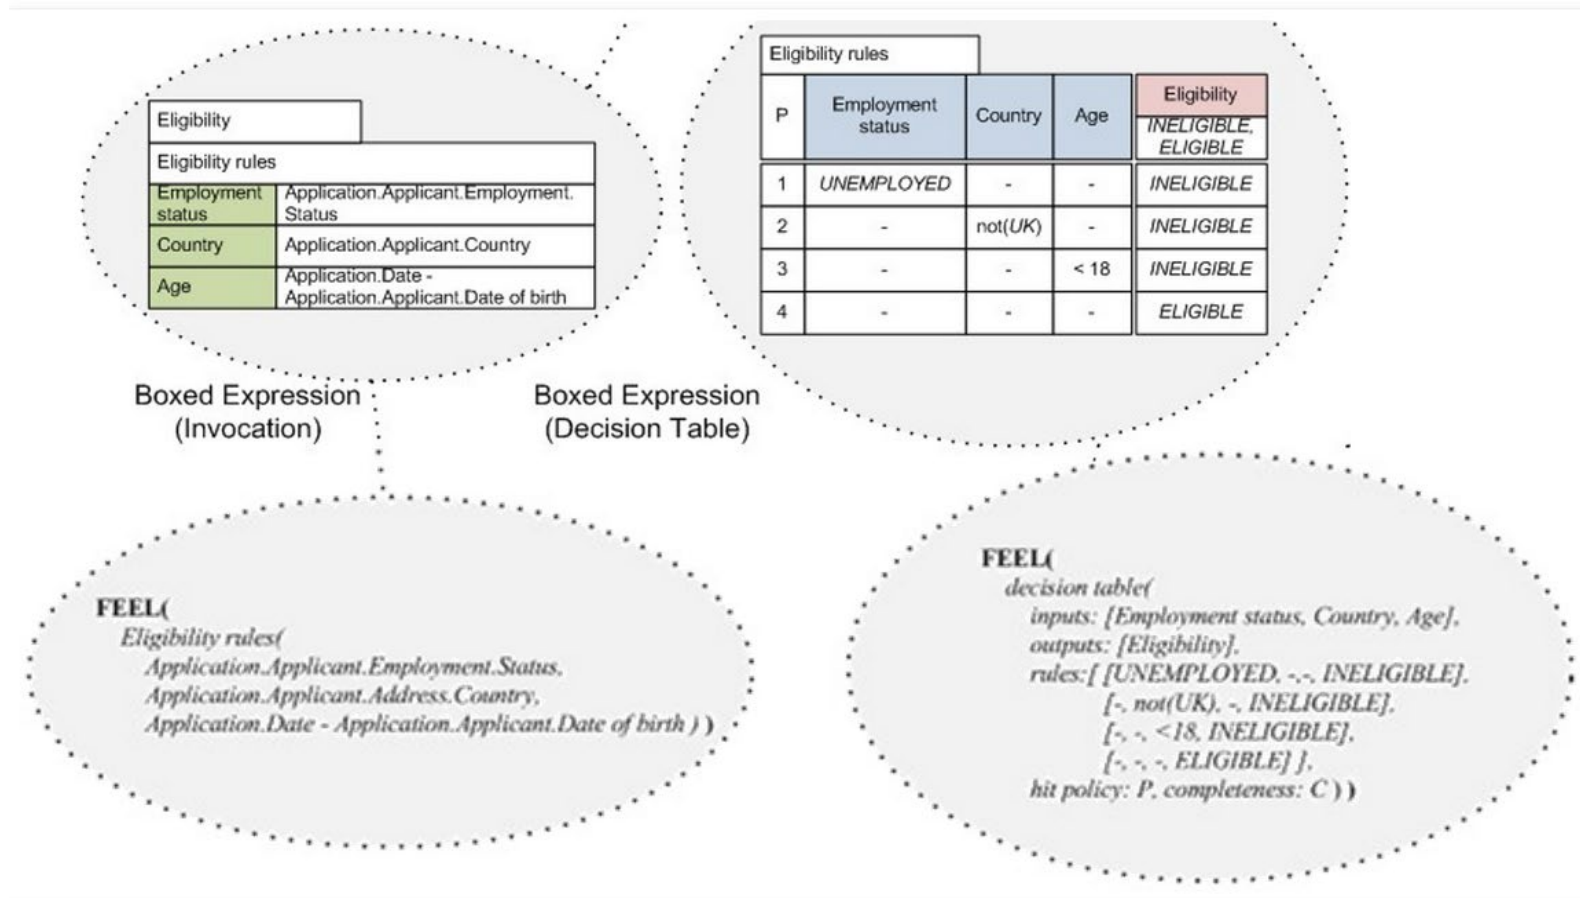 Eligibility
Eligibility rules
Employment status
Application.Applicant.Employment.
Status
Country
Application.Applicant.Country
Age
Application.Date -
Application.Applicant.Date of birth
Boxed Expression
(Invocation)
Eligibility rules
P
Employment
status
Country
Age
Eligibility
INELIGIBLE,
ELIGIBLE
1 UNEMPLOYED - - INELIGIBLE
2 - not(UK) - INELIGIBLE
3 - - < 18 INELIGIBLE
4 - - - ELIGIBLE
Boxed Expression
(Decision Table)
FEEL(
Eligibility rules(
Application.Applicant.Employment.Status,
Application.Applicant.Address.Country,
Application.Date - Application.Applicant.Date of birth ) )
FEEL(
decision table(
inputs: [Employment status, Country, Age],
outputs: [Eligibility],
rules:[ [UNEMPLOYED, -,-, INELIGIBLE],
[-, not(UK), -, INELIGIBLE],
[-, -, <18, INELIGIBLE],
[-, -, -, ELIGIBLE] ],
hit policy: P, completeness: C ) )